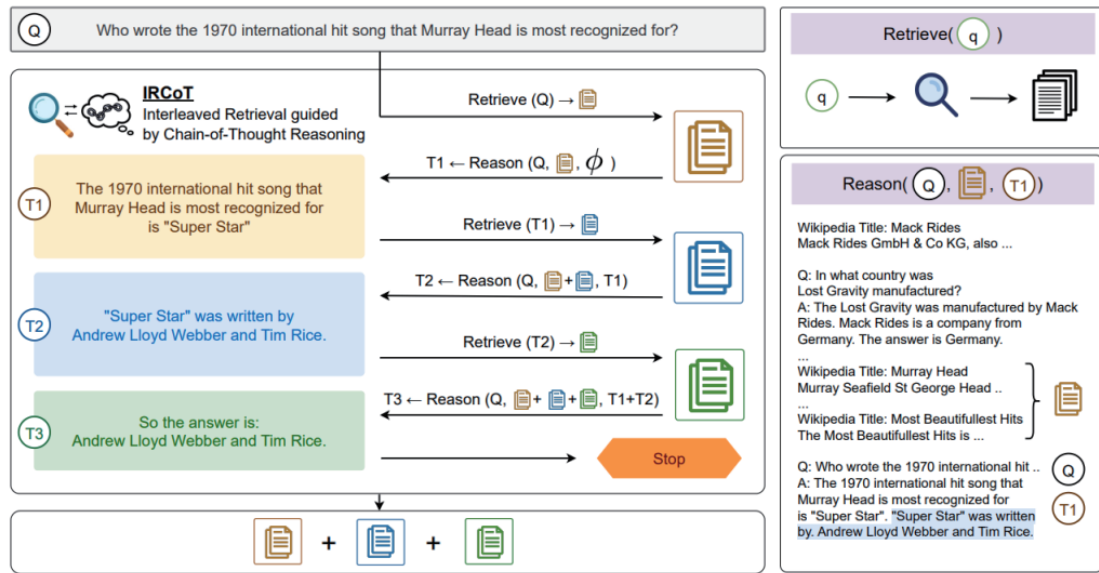 Q Who wrote the 1970 international hit song that Murray Head is most recognized for?
IRCoT
Interleaved Retrieval guided
by Chain-of-Thought Reasoning
Retrieve (Q) →
T1 ← Reason (Q, , ϕ )
T1
The 1970 international hit song that
Murray Head is most recognized for
is "Super Star"
Retrieve (T1) →
T2 ← Reason (Q, + , T1)
T2
"Super Star" was written by
Andrew Lloyd Webber and Tim Rice.
Retrieve (T2) →
T3 ← Reason (Q, + + , T1+T2)
T3
So the answer is:
Andrew Lloyd Webber and Tim Rice.
Stop
+ +
Retrieve( q )
q
Reason( Q , , T1 )
Wikipedia Title: Mack Rides
Mack Rides GmbH & Co KG, also ...
Q: In what country was
Lost Gravity manufactured?
A: The Lost Gravity was manufactured by Mack
Rides. Mack Rides is a company from
Germany. The answer is Germany.
...
Wikipedia Title: Murray Head
Murray Seafield St George Head ..
...
Wikipedia Title: Most Beautifullest Hits
The Most Beautifullest Hits is ...
Q: Who wrote the 1970 international hit .. Q
A: The 1970 international hit song that
Murray Head is most recognized for T1
is "Super Star". "Super Star" was written
by. Andrew Lloyd Webber and Tim Rice.